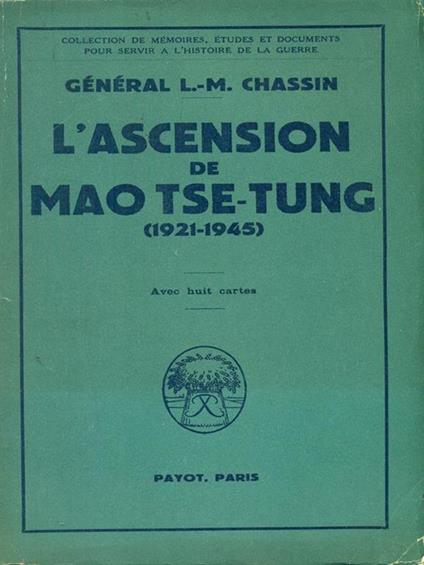 COLLECTION DE MÉMOIRES, ÉTUDES ET DOCUMENTS
POUR SERVIR A L'HISTOIRE DE LA GUERRE
GÉNÉRAL L.-M. CHASSIN
L'ASCENSION
DE
MAO TSE-TUNG
(1921-1945)
Avec huit cartes
PAYOT, PARIS